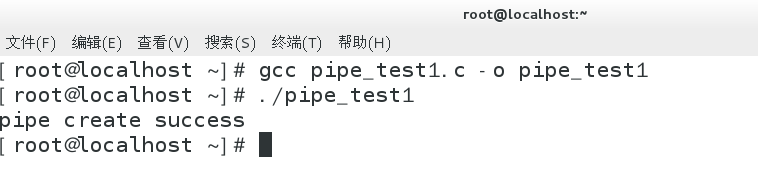 root@localhost:~
文件(F) 编辑(E) 查看(V) 搜索(S) 终端(T) 帮助(H)
[root@localhost ~]# gcc pipe_test1.c -o pipe_test1
[root@localhost ~]# ./pipe_test1
pipe create success
[root@localhost ~]#